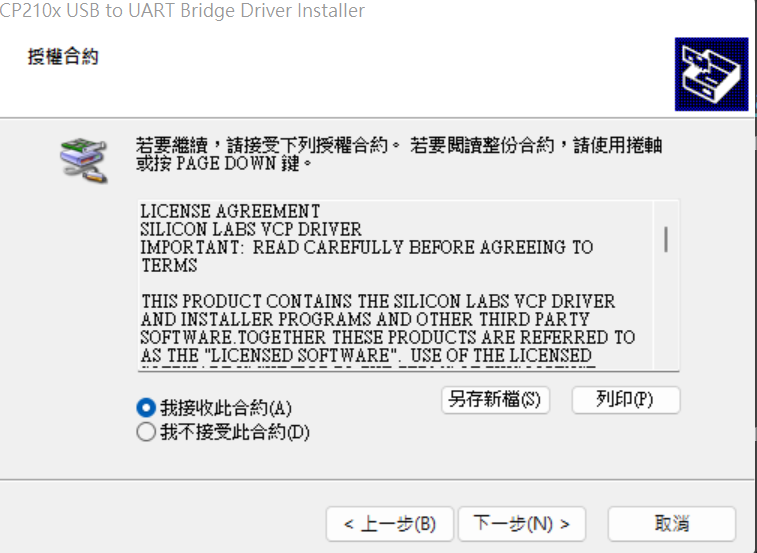 CP210x USB to UART Bridge Driver Installer
授權合約
若要繼續，請接受下列授權合約。 若要閱讀整份合約，請使用捲軸
或按 PAGE DOWN 鍵。
LICENSE AGREEMENT
SILICON LABS VCP DRIVER
IMPORTANT:  READ CAREFULLY BEFORE AGREEING TO
TERMS
THIS PRODUCT CONTAINS THE SILICON LABS VCP DRIVER
AND INSTALLER PROGRAMS AND OTHER THIRD PARTY
SOFTWARE.TOGETHER THESE PRODUCTS ARE REFERRED TO
AS THE "LICENSED SOFTWARE".  USE OF THE LICENSED
我接收此合約(A)
另存新檔(S)
列印(P)
我不接受此合約(D)
< 上一步(B)
下一步(N) >
取消